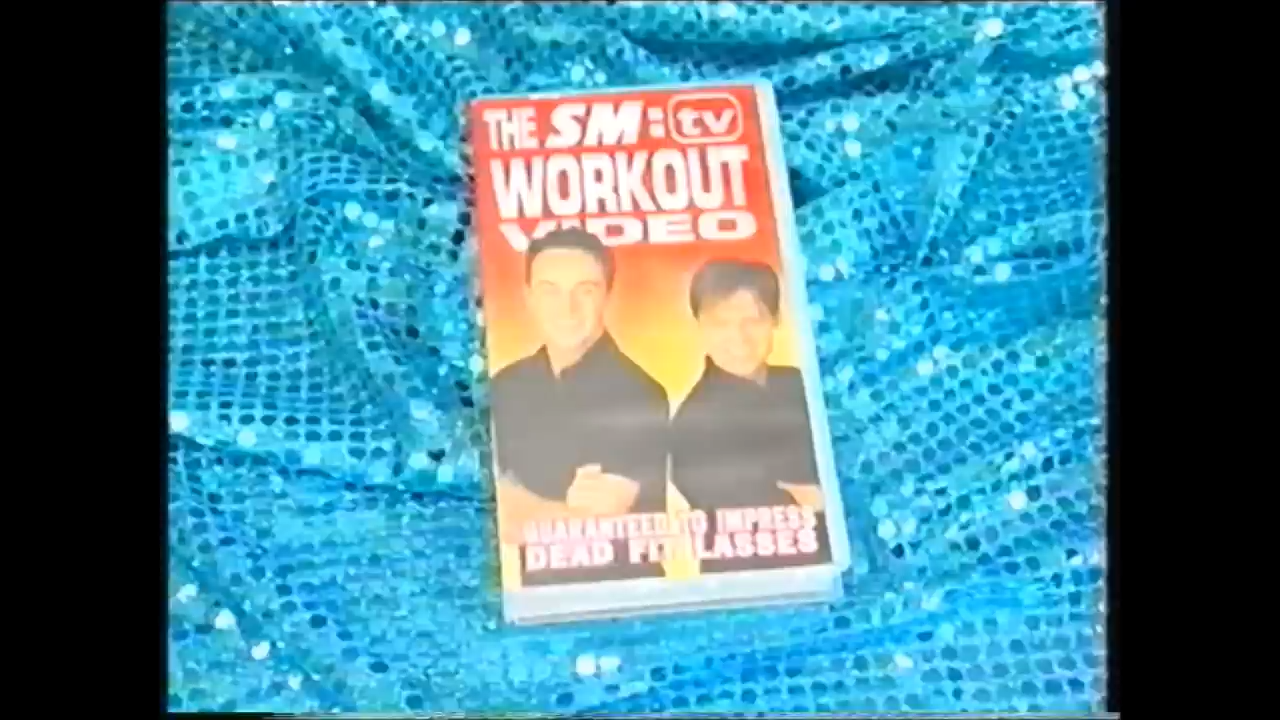 THE SM:tv
WORKOUT
VIDEO
GUARANTEED TO IMPRESS
DEAD FIT LASSES